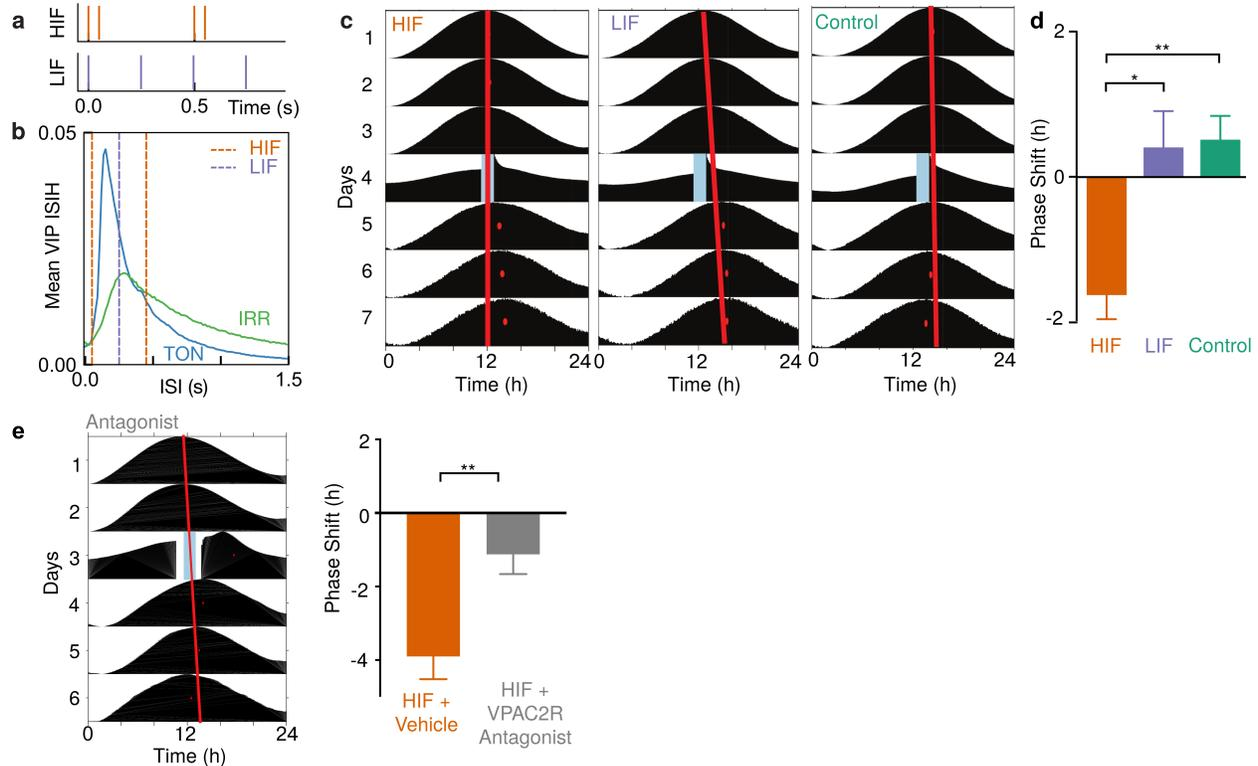 a
HIF
LIF
0.0 0.5 Time (s)
b
0.05
Mean VIP ISIH
0.00
HIF
LIF
IRR
TON
0.0 1.5
ISI (s)
c
HIF LIF Control
Days
1
2
3
4
5
6
7
0 12 24 0 12 24 0 12 24
Time (h) Time (h) Time (h)
d
Phase Shift (h)
2
0
-2
**
*
HIF LIF Control
e
Antagonist
Days
1
2
3
4
5
6
0 12 24
Time (h)
Phase Shift (h)
2
0
-2
-4
**
HIF +
Vehicle
HIF +
VPAC2R
Antagonist